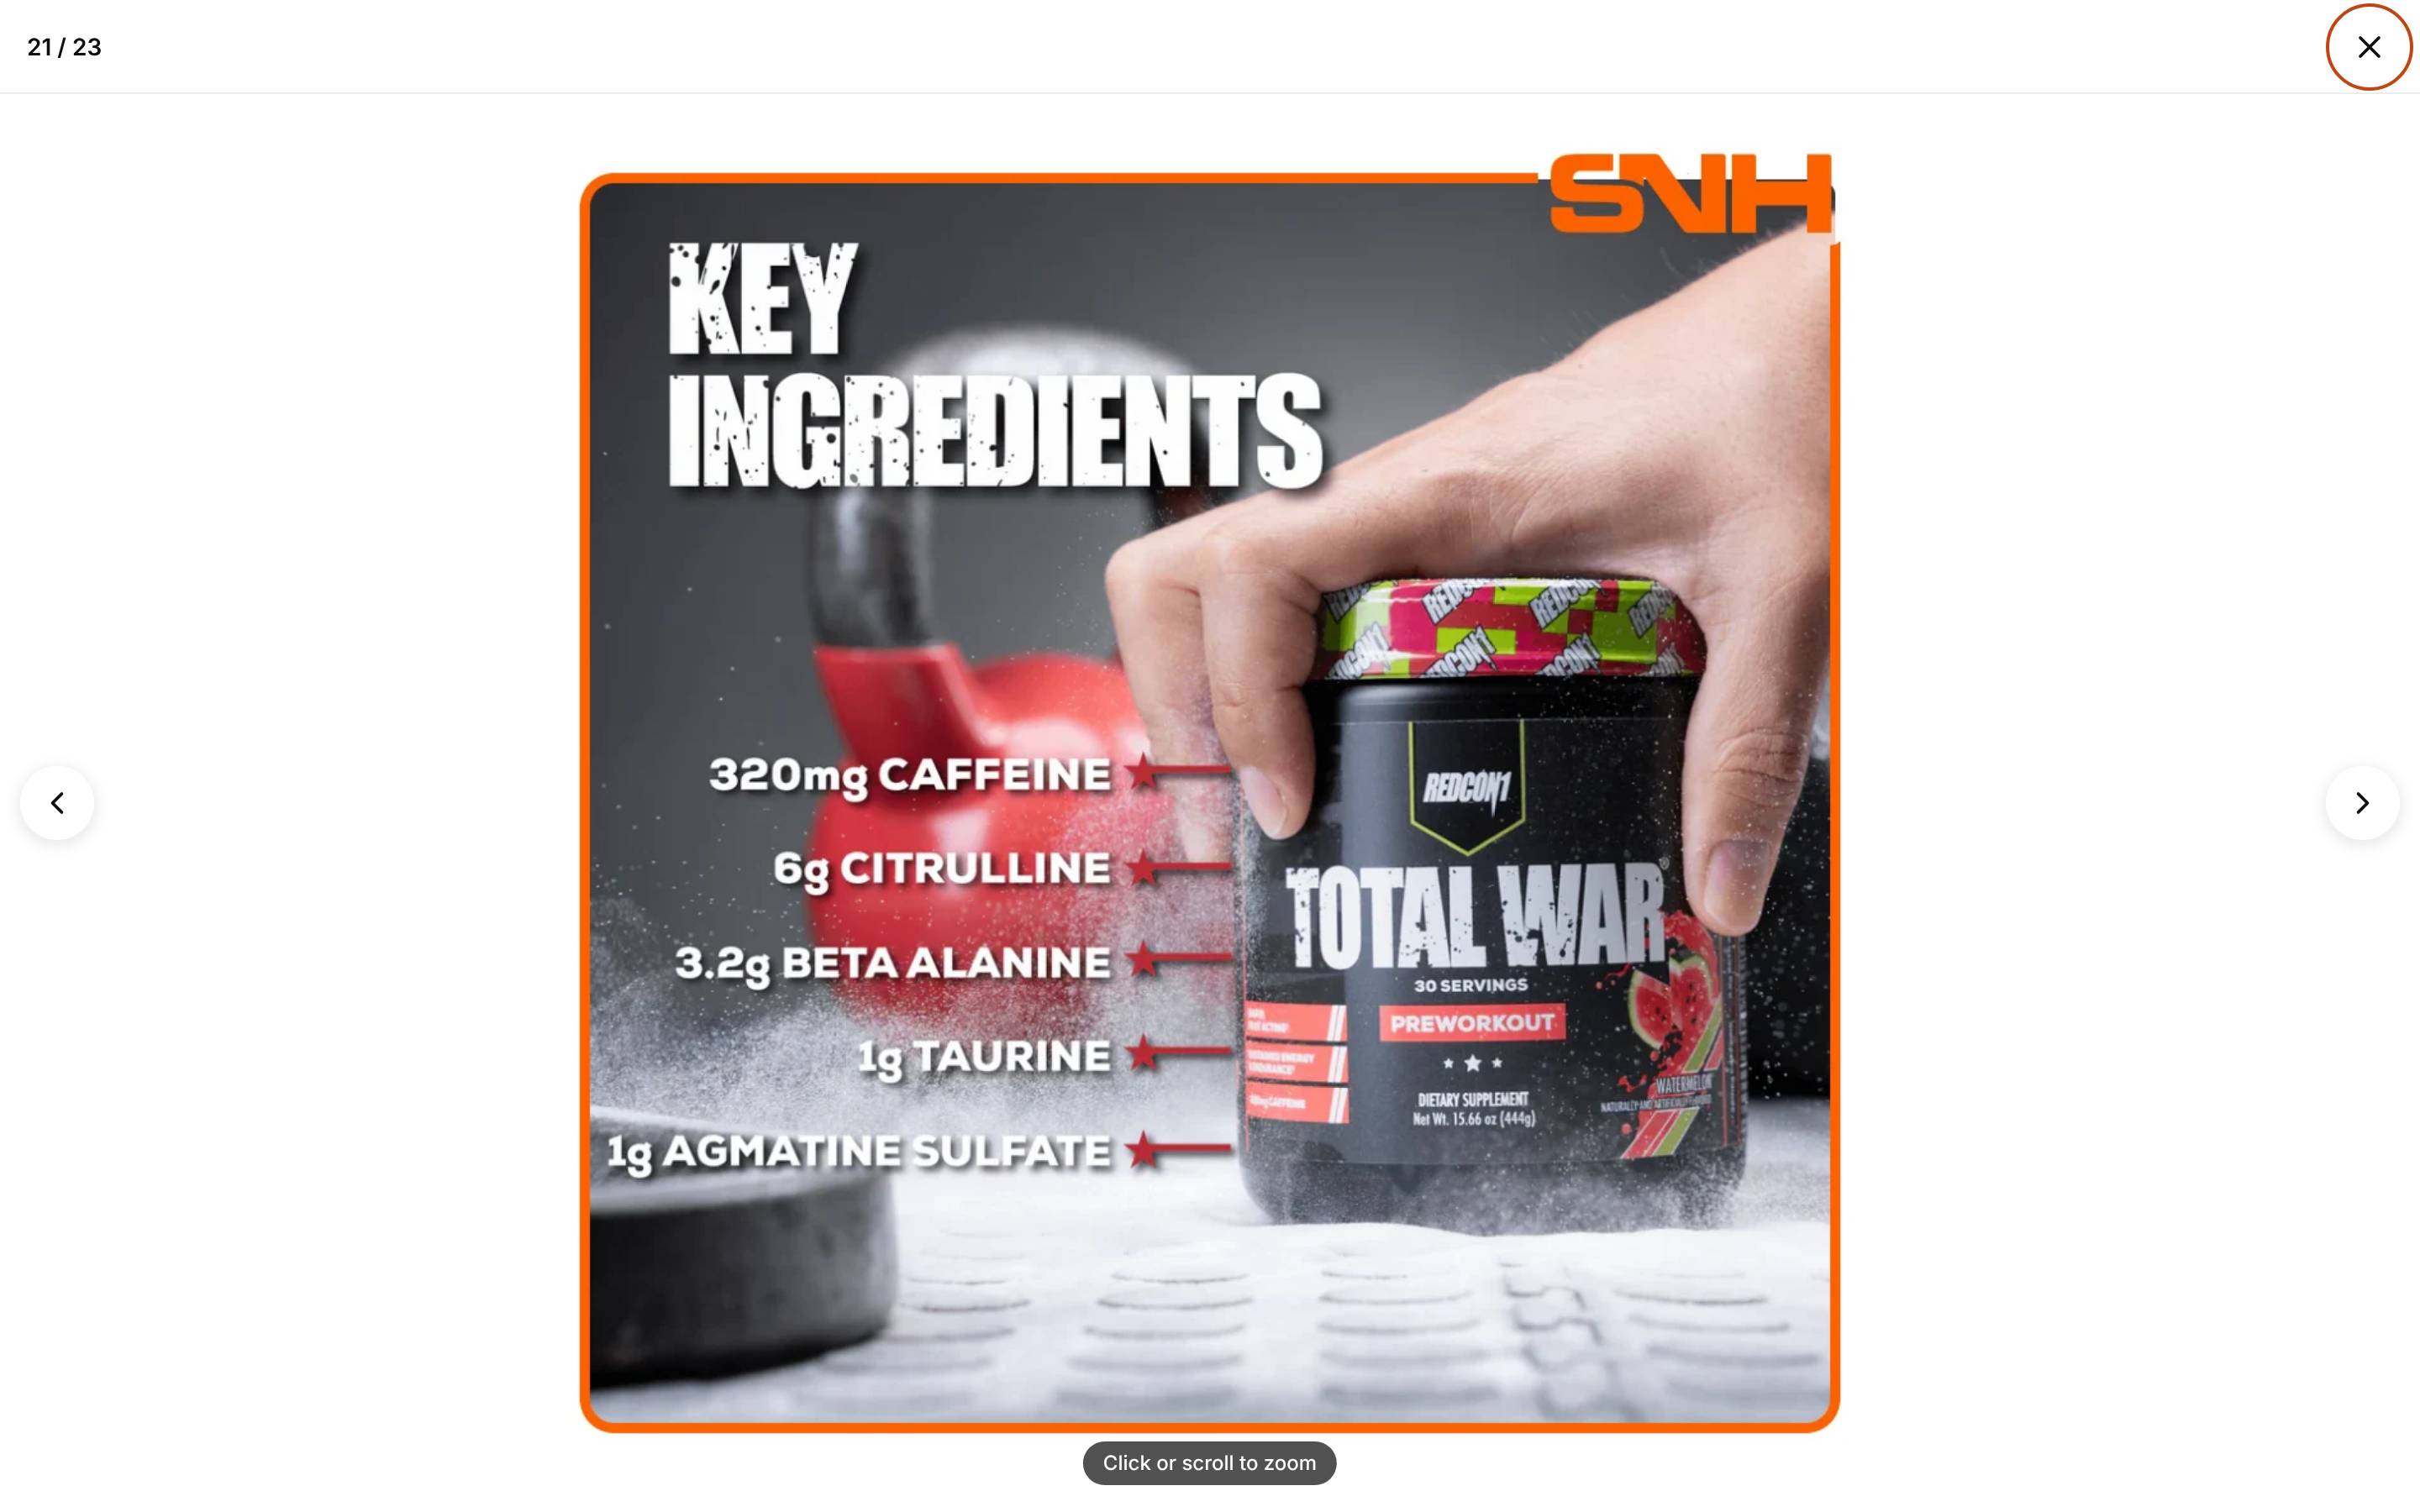 21 / 23
SNH
KEY
INGREDIENTS
320mg CAFFEINE
6g CITRULLINE
3.2g BETA ALANINE
1g TAURINE
1g AGMATINE SULFATE
REDCON1
TOTAL WAR®
30 SERVINGS
PREWORKOUT
DIETARY SUPPLEMENT
Net Wt. 15.66 oz (444g)
WATERMELON
Click or scroll to zoom